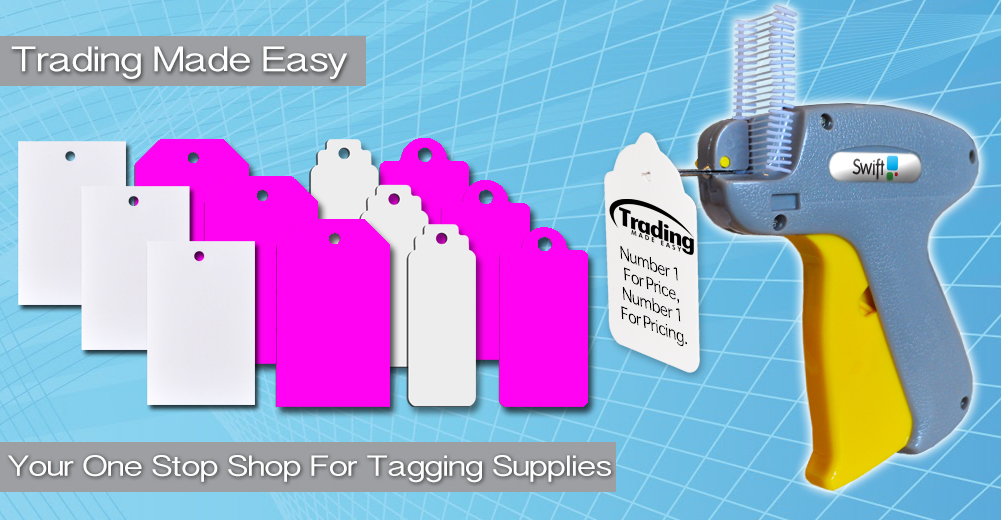 Trading Made Easy
Swift
Trading
MADE EASY
Number 1
For Price,
Number 1
For Pricing.
Your One Stop Shop For Tagging Supplies